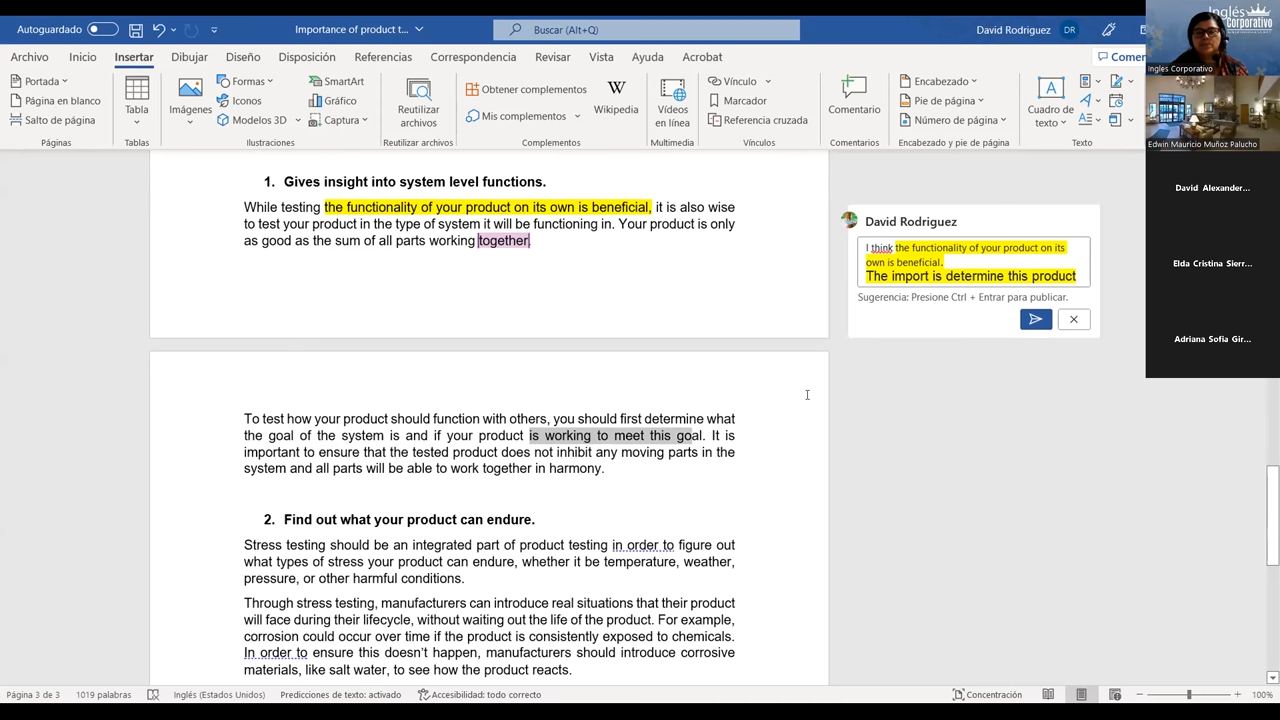 Autoguardado
Importance of product t...
Buscar (Alt+Q)
David Rodriguez
DR
Archivo
Inicio
Insertar
Dibujar
Diseño
Disposición
Referencias
Correspondencia
Revisar
Vista
Ayuda
Acrobat
Comer
Portada
Página en blanco
Salto de página
Páginas
Tabla
Tablas
Imágenes
Formas
Iconos
Modelos 3D
SmartArt
Gráfico
Captura
Ilustraciones
Reutilizar
archivos
Reutilizar archivos
Obtener complementos
Mis complementos
Complementos
W
Wikipedia
Vídeos
en línea
Multimedia
Vínculo
Marcador
Referencia cruzada
Vínculos
Comentario
Comentarios
Encabezado
Pie de página
Número de página
Encabezado y pie de página
Cuadro de
texto
Texto
Inglés
Corporativo
Ingles Corporativo
Edwin Mauricio Muñoz Palucho
David Alexander...
Elda Cristina Sierr...
Adriana Sofia Gir...
1. Gives insight into system level functions.
While testing the functionality of your product on its own is beneficial, it is also wise
to test your product in the type of system it will be functioning in. Your product is only
as good as the sum of all parts working together.
David Rodriguez
I think the functionality of your product on its
own is beneficial.
The import is determine this product
Sugerencia: Presione Ctrl + Entrar para publicar.
To test how your product should function with others, you should first determine what
the goal of the system is and if your product is working to meet this goal. It is
important to ensure that the tested product does not inhibit any moving parts in the
system and all parts will be able to work together in harmony.
2. Find out what your product can endure.
Stress testing should be an integrated part of product testing in order to figure out
what types of stress your product can endure, whether it be temperature, weather,
pressure, or other harmful conditions.
Through stress testing, manufacturers can introduce real situations that their product
will face during their lifecycle, without waiting out the life of the product. For example,
corrosion could occur over time if the product is consistently exposed to chemicals.
In order to ensure this doesn't happen, manufacturers should introduce corrosive
materials, like salt water, to see how the product reacts.
Página 3 de 3
1019 palabras
Inglés (Estados Unidos)
Predicciones de texto: activado
Accesibilidad: todo correcto
Concentración
100%